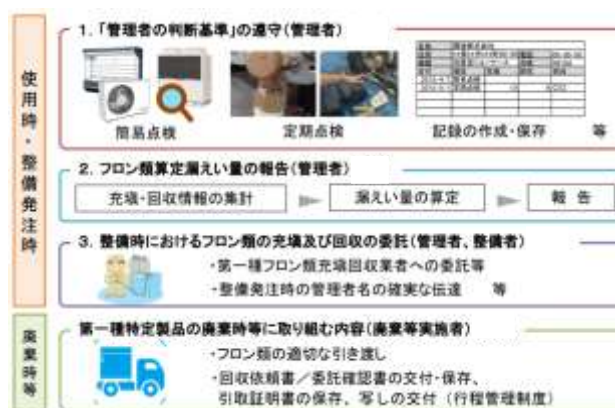 使用時・整備発注時
1．「管理者の判断基準」の遵守（管理者）
簡易点検
定期点検
記録の作成・保存　等
2．フロン類算定漏えい量の報告（管理者）
充塡・回収情報の集計
漏えい量の算定
報 告
3．整備時におけるフロン類の充塡及び回収の委託（管理者、整備者）
・第一種フロン類充塡回収業者への委託等
・整備発注時の管理者名の確実な伝達　等
廃棄時等
第一種特定製品の廃棄時等に取り組む内容（廃棄等実施者）
・フロン類の適切な引き渡し
・回収依頼書／委託確認書の交付・保存、
引取証明書の保存、写しの交付（行程管理制度）